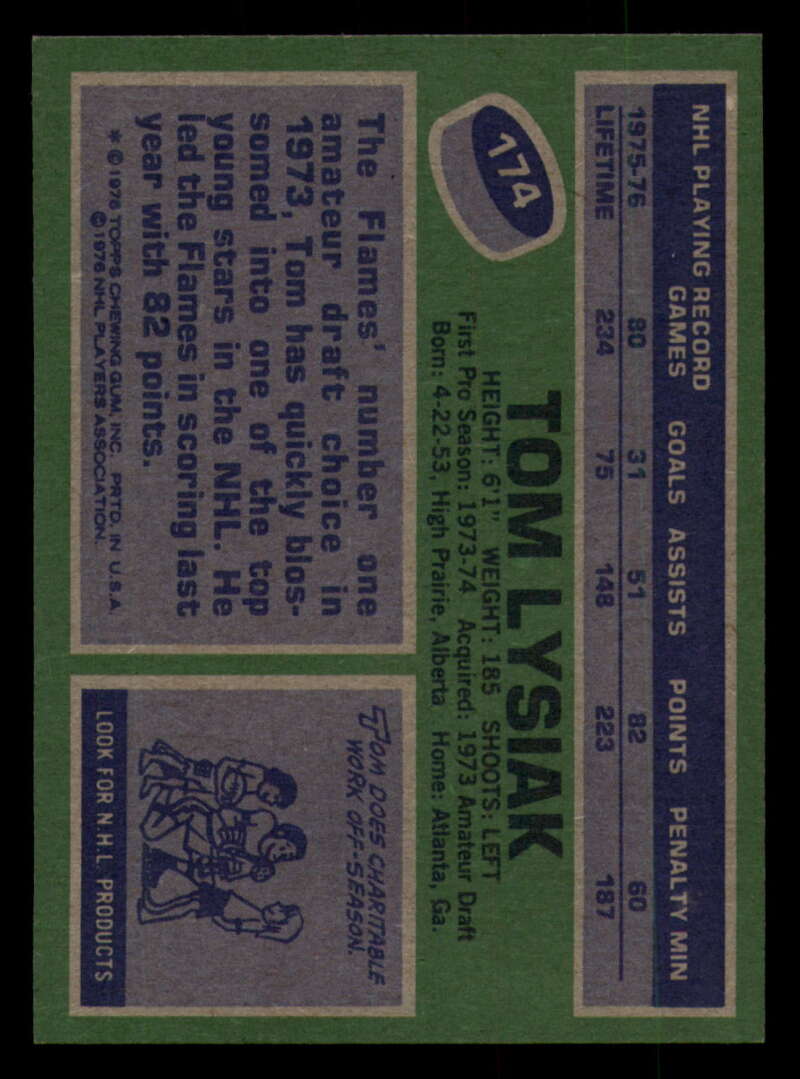 NHL PLAYING RECORD
GAMES GOALS ASSISTS POINTS PENALTY MIN
1975-76 80 31 51 82 60
LIFETIME 234 75 148 223 187
174
TOM LYSIAK
HEIGHT: 6'1" WEIGHT: 185 SHOOTS: LEFT
First Pro Season: 1973-74 Acquired: 1973 Amateur Draft
Born: 4-22-53, High Prairie, Alberta Home: Atlanta, Ga.
The Flames' number one
amateur draft choice in
1973, Tom has quickly blos-
somed into one of the top
young stars in the NHL. He
led the Flames in scoring last
year with 82 points.
* © 1976 TOPPS CHEWING GUM, INC. PRTD. IN U.S.A.
© 1976 NHL PLAYERS ASSOCIATION.
TOM DOES CHARITABLE
WORK OFF-SEASON.
LOOK FOR N.H.L PRODUCTS